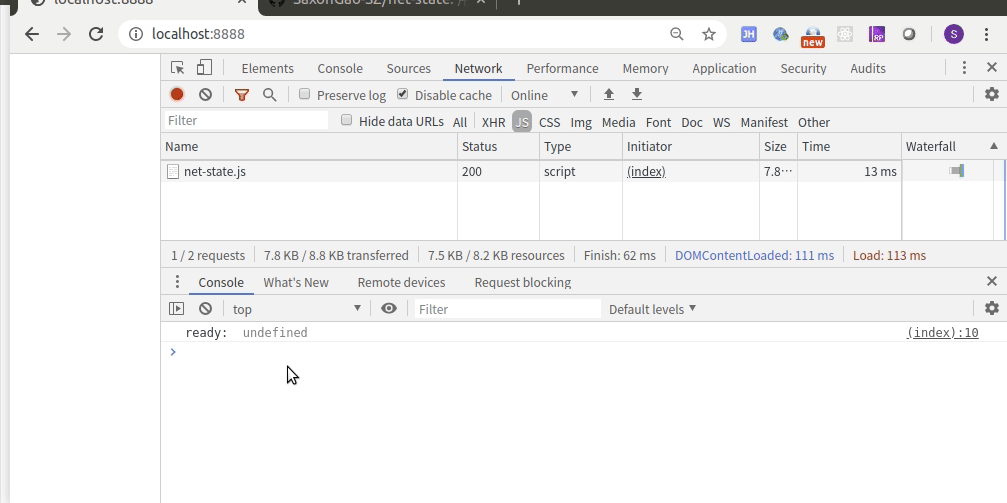 localhost:8888
SaxonGao-SZ/net-state:
localhost:8888
JH new RP S
Elements Console Sources Network Performance Memory Application Security Audits
Preserve log Disable cache Online
Filter Hide data URLs All XHR JS CSS Img Media Font Doc WS Manifest Other
Name Status Type Initiator Size Time Waterfall
net-state.js 200 script (index) 7.8… 13 ms
1 / 2 requests 7.8 KB / 8.8 KB transferred 7.5 KB / 8.2 KB resources Finish: 62 ms DOMContentLoaded: 111 ms Load: 113 ms
Console What's New Remote devices Request blocking
top Filter Default levels
ready: undefined (index):10